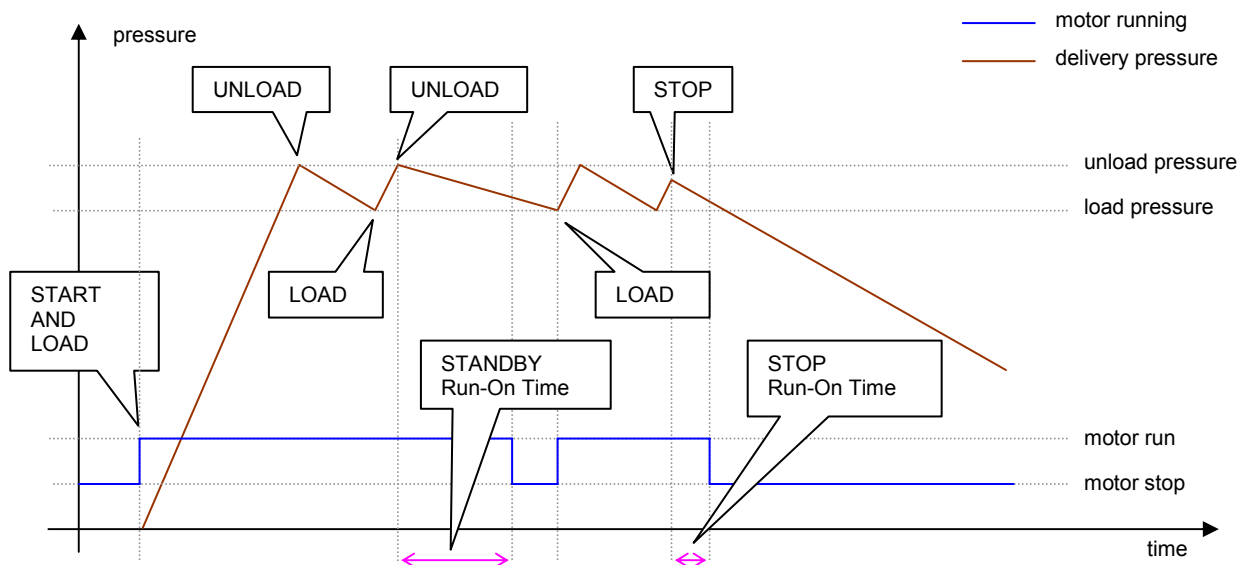 pressure
motor running
delivery pressure
UNLOAD
UNLOAD
STOP
unload pressure
load pressure
START
AND
LOAD
LOAD
LOAD
STANDBY
Run-On Time
STOP
Run-On Time
motor run
motor stop
time